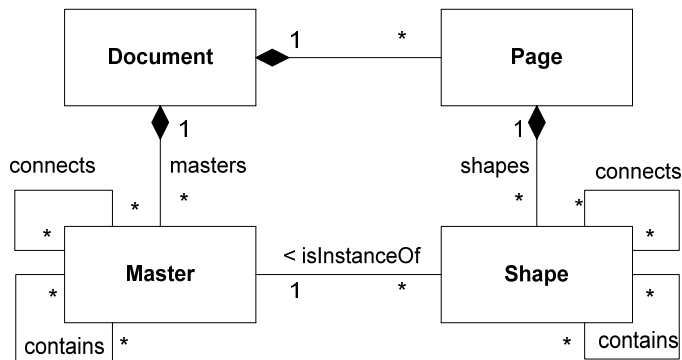 Document
1
*
Page
1
masters
*
1
shapes
*
connects
*
*
connects
*
*
Master
< isInstanceOf
1
*
Shape
*
contains
*
*
contains
*